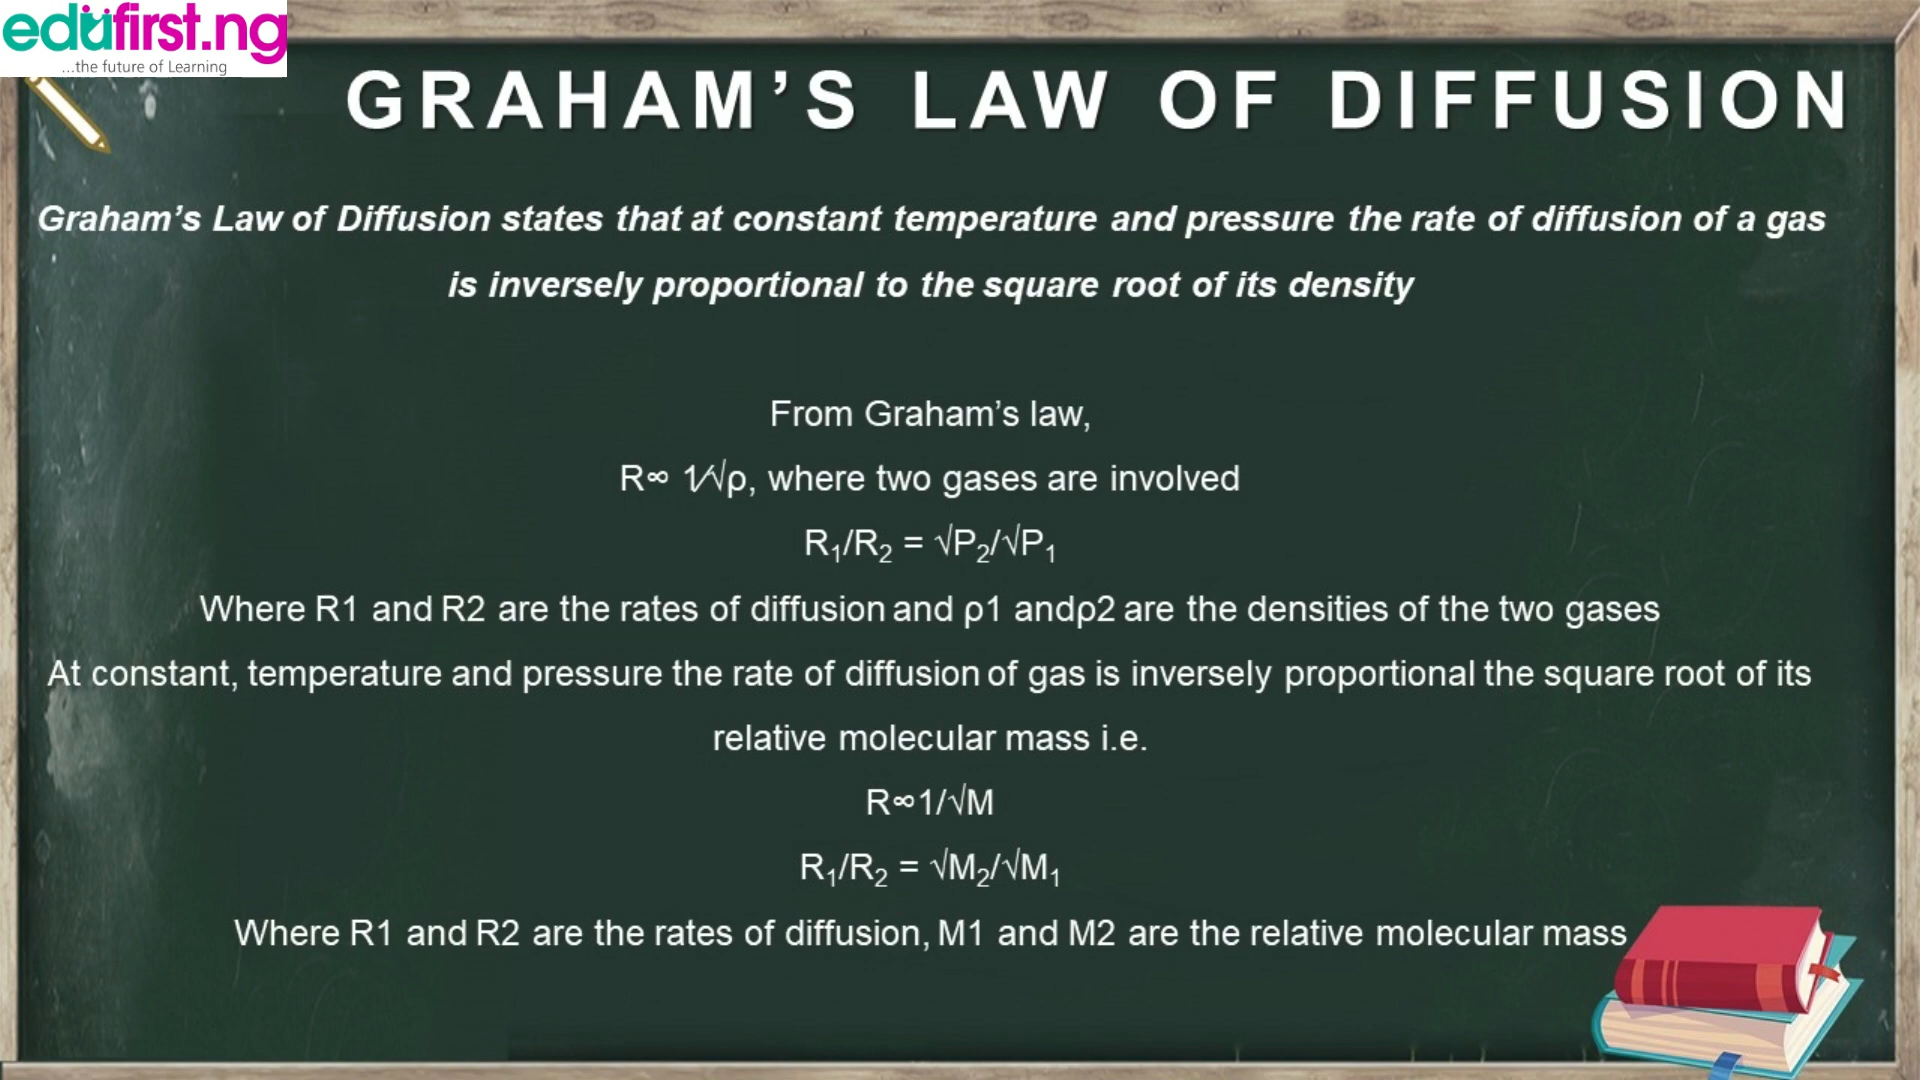 edufirst.ng
...the future of Learning
GRAHAM’S LAW OF DIFFUSION
Graham’s Law of Diffusion states that at constant temperature and pressure the rate of diffusion of a gas
is inversely proportional to the square root of its density
From Graham’s law,
R∞ 1⁄√ρ, where two gases are involved
R₁/R₂ = √P₂/√P₁
Where R1 and R2 are the rates of diffusion and ρ1 andρ2 are the densities of the two gases
At constant, temperature and pressure the rate of diffusion of gas is inversely proportional the square root of its
relative molecular mass i.e.
R∞1/√M
R₁/R₂ = √M₂/√M₁
Where R1 and R2 are the rates of diffusion, M1 and M2 are the relative molecular mass